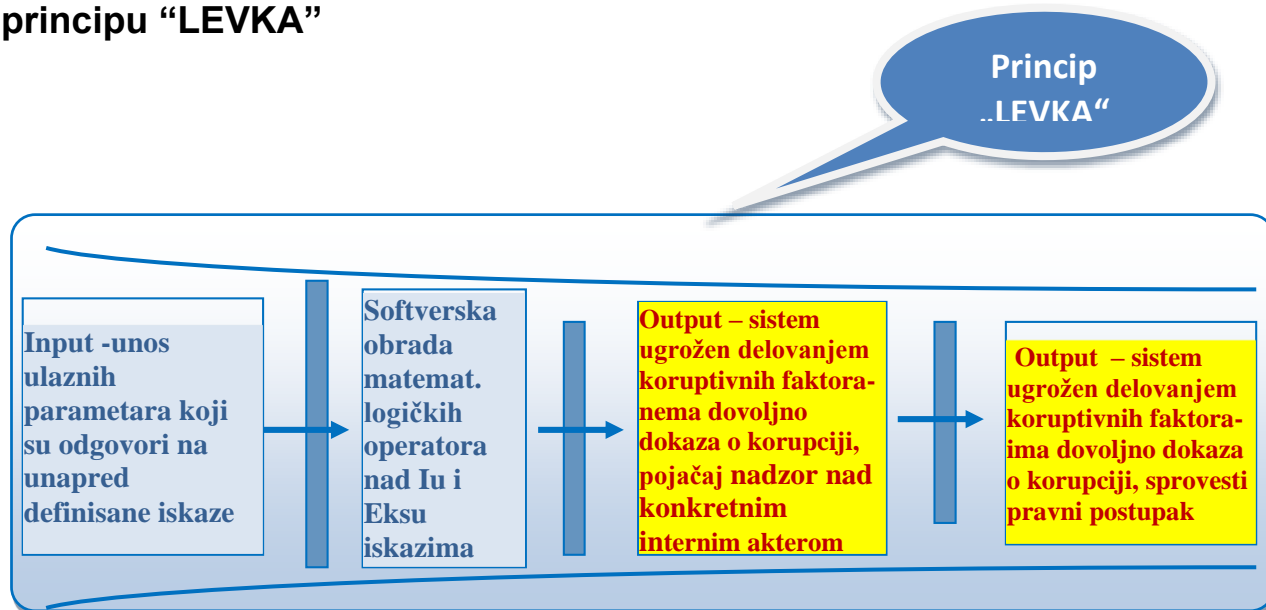 principu “LEVKA”
Princip
„LEVKA“
Input -unos
ulaznih
parametara koji
su odgovori na
unapred
definisane iskaze
Softverska
obrada
matemat.
logičkih
operatora
nad Iu i
Eksu
iskazima
Output – sistem
ugrožen delovanjem
koruptivnih faktora-
nema dovoljno
dokaza o korupciji,
pojačaj nadzor nad
konkretnim
internim akterom
Output – sistem
ugrožen delovanjem
koruptivnih faktora-
ima dovoljno dokaza
o korupciji, sprovesti
pravni postupak